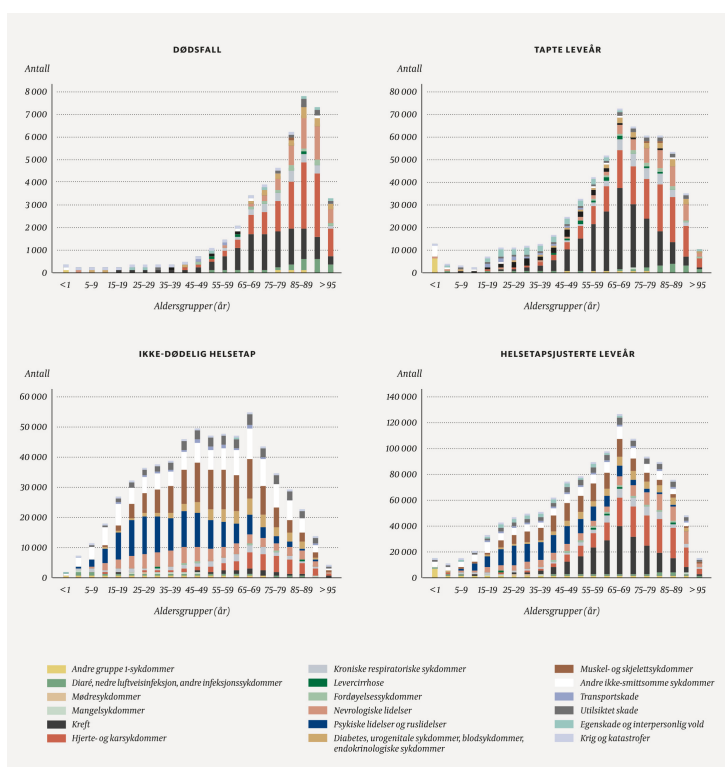 DØDSFALL
Antall
8 000
7 000
6 000
5 000
4 000
3 000
2 000
1 000
0
<1 5–9 15–19 25–29 35–39 45–49 55–59 65–69 75–79 85–89 >95
Aldersgrupper (år)
TAPTE LEVEÅR
Antall
80 000
70 000
60 000
50 000
40 000
30 000
20 000
10 000
0
<1 5–9 15–19 25–29 35–39 45–49 55–59 65–69 75–79 85–89 >95
Aldersgrupper (år)
IKKE-DØDELIG HELSETAP
Antall
60 000
50 000
40 000
30 000
20 000
10 000
0
<1 5–9 15–19 25–29 35–39 45–49 55–59 65–69 75–79 85–89 >95
Aldersgrupper (år)
HELSETAPSJUSTERTE LEVEÅR
Antall
140 000
120 000
100 000
80 000
60 000
40 000
20 000
0
<1 5–9 15–19 25–29 35–39 45–49 55–59 65–69 75–79 85–89 >95
Aldersgrupper (år)
Andre gruppe 1-sykdommer
Diaré, nedre luftveisinfeksjon, andre infeksjonssykdommer
Mødresykdommer
Mangelsykdommer
Kreft
Hjerte- og karsykdommer
Kroniske respiratoriske sykdommer
Levercirrhose
Fordøyelsessykdommer
Nevrologiske lidelser
Psykiske lidelser og ruslidelser
Diabetes, urogenitale sykdommer, blodsykdommer,
endokrinologiske sykdommer
Muskel- og skjelettsykdommer
Andre ikke-smittsomme sykdommer
Transportskade
Utilsiktet skade
Egenskade og interpersonlig vold
Krig og katastrofer